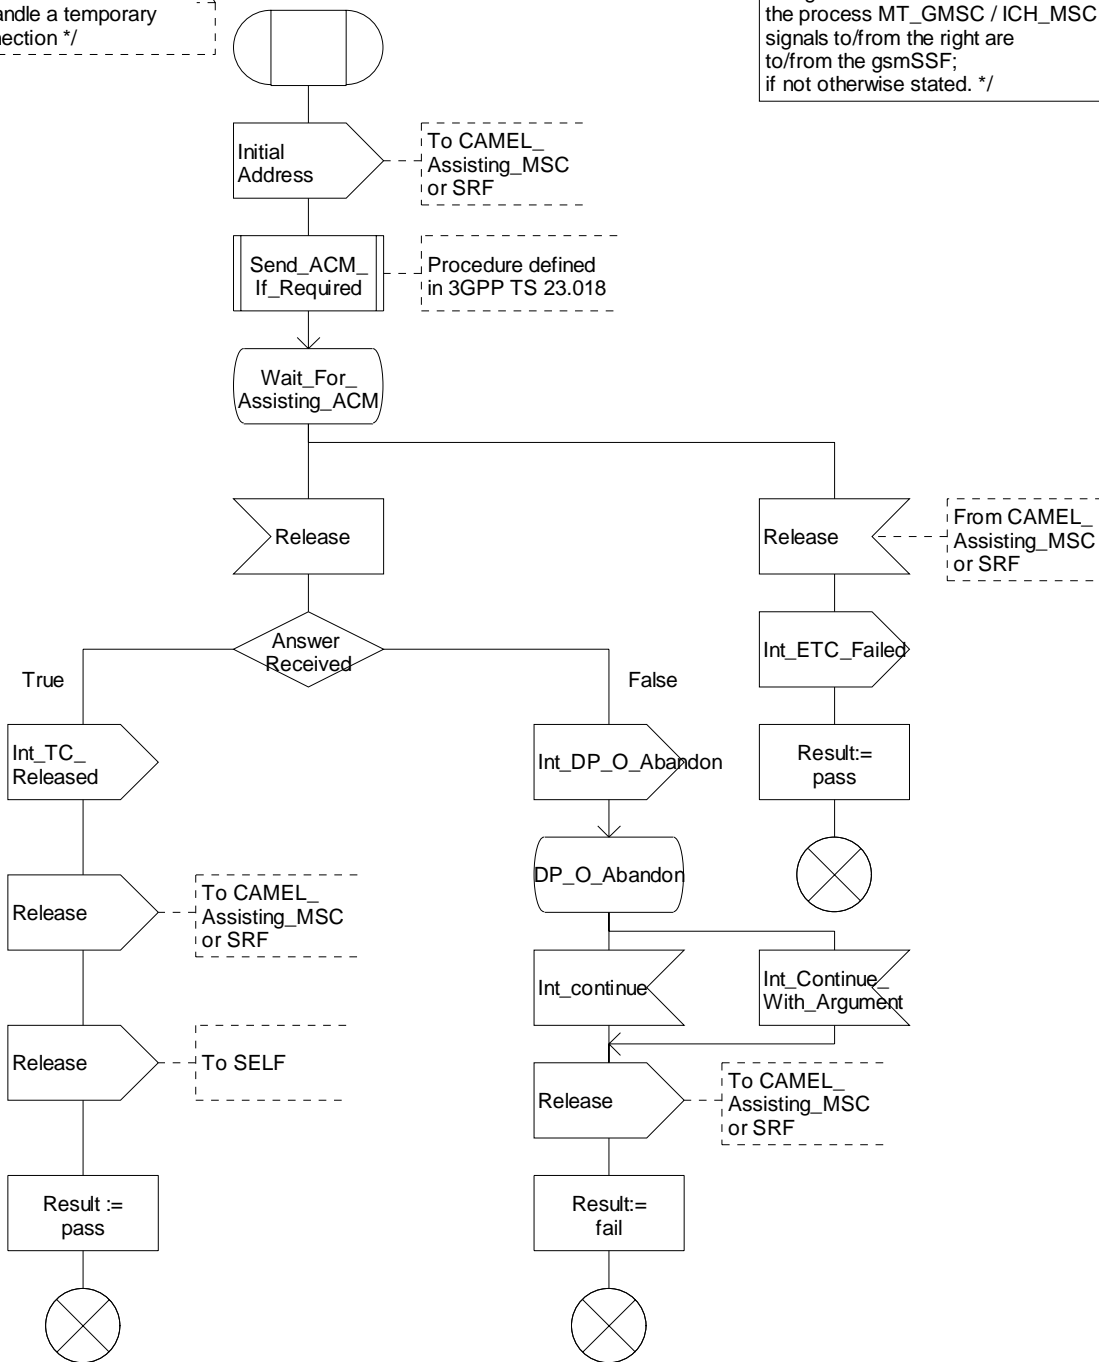 andle a temporary
nection */
the process MT_GMSC / ICH_MSC
signals to/from the right are
to/from the gsmSSF;
if not otherwise stated. */
Initial
Address
To CAMEL_
Assisting_MSC
or SRF
Send_ACM_
If_Required
Procedure defined
in 3GPP TS 23.018
Wait_For_
Assisting_ACM
Release
Release
From CAMEL_
Assisting_MSC
or SRF
Answer
Received
Int_ETC_Failed
True
False
Int_TC_
Released
Int_DP_O_Abandon
Result:=
pass
DP_O_Abandon
Release
To CAMEL_
Assisting_MSC
or SRF
Int_continue
Int_Continue_
With_Argument
Release
To SELF
Release
To CAMEL_
Assisting_MSC
or SRF
Result :=
pass
Result:=
fail